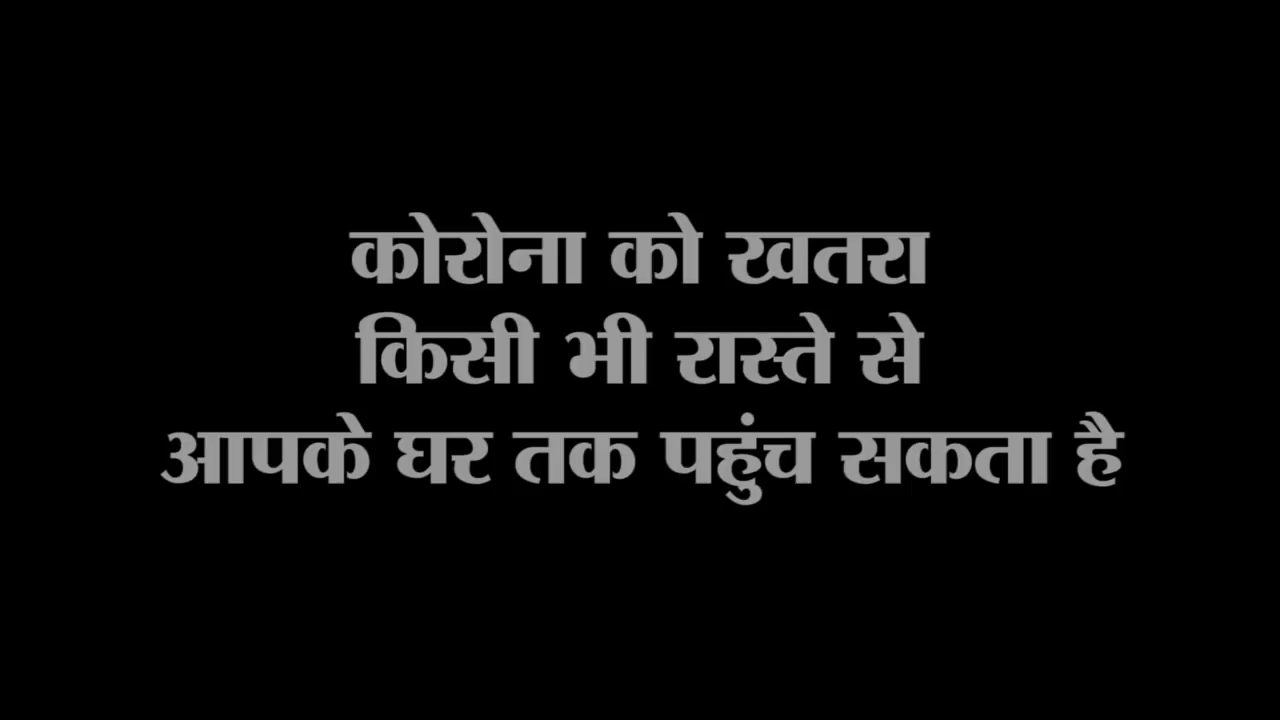 कोरोना को खतरा
किसी भी रास्ते से
आपके घर तक पहुंच सकता है